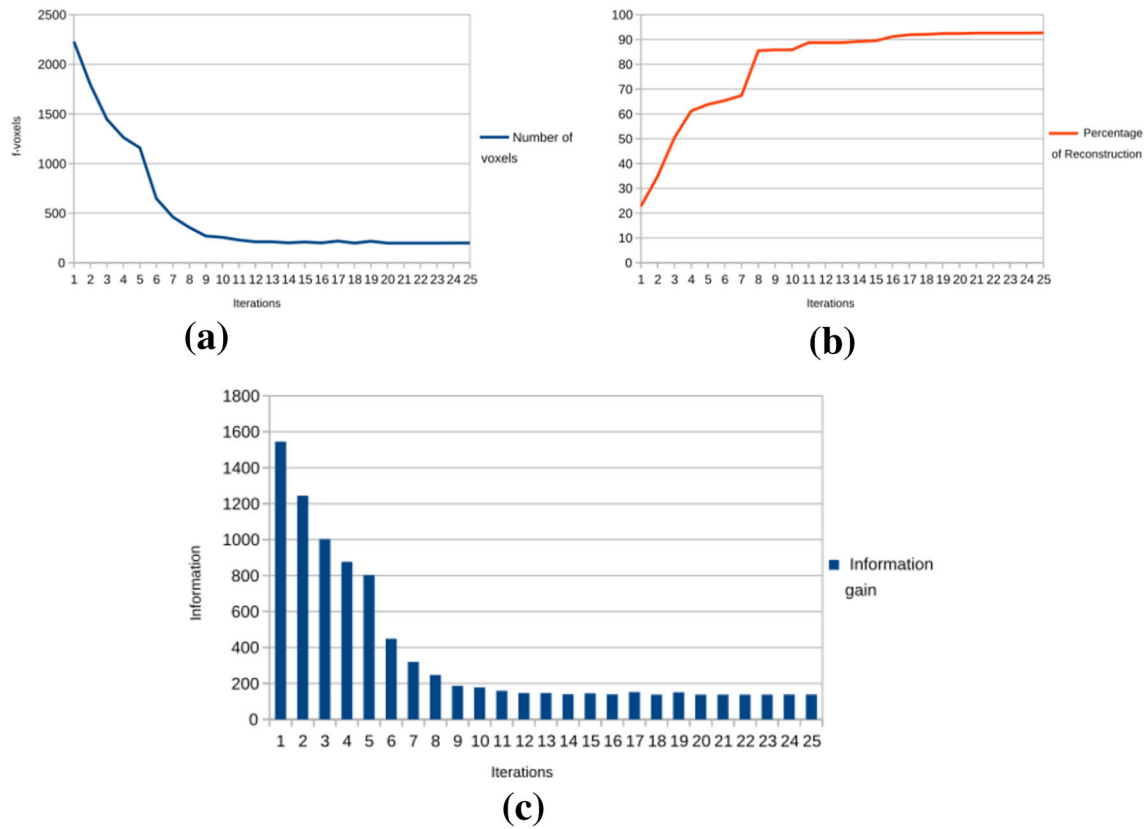 2500
2000
1500
1000
500
0
f-voxels
1 2 3 4 5 6 7 8 9 10 11 12 13 14 15 16 17 18 19 20 21 22 23 24 25
Iterations
Number of
voxels
(a)
100
90
80
70
60
50
40
30
20
10
0
1 2 3 4 5 6 7 8 9 10 11 12 13 14 15 16 17 18 19 20 21 22 23 24 25
Iterations
Percentage
of Reconstruction
(b)
1800
1600
1400
1200
1000
800
600
400
200
0
Information
1 2 3 4 5 6 7 8 9 10 11 12 13 14 15 16 17 18 19 20 21 22 23 24 25
Iterations
Information
gain
(c)